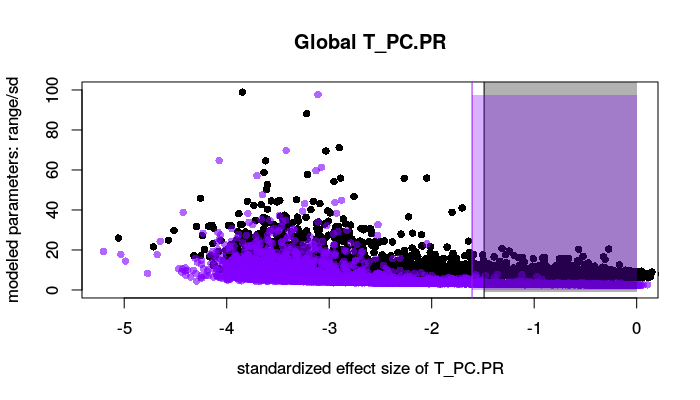 Global T_PC.PR
modeled parameters: range/sd
100
80
60
40
20
0
-5 -4 -3 -2 -1 0
standardized effect size of T_PC.PR